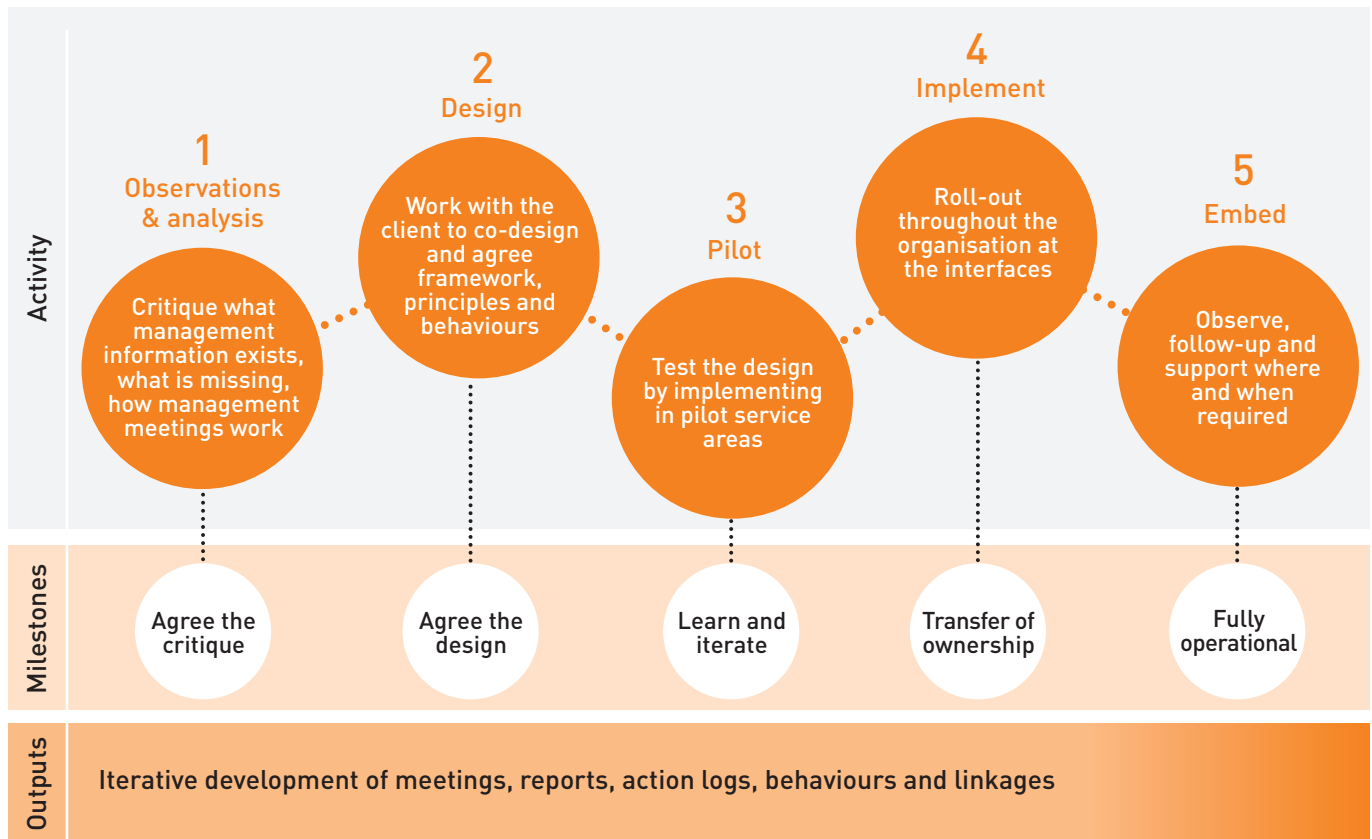 Activity
1
Observations
& analysis
Critique what
management
information exists,
what is missing,
how management
meetings work
2
Design
Work with the
client to co-design
and agree
framework,
principles and
behaviours
3
Pilot
Test the design
by implementing
in pilot service
areas
4
Implement
Roll-out
throughout the
organisation at
the interfaces
5
Embed
Observe,
follow-up and
support where
and when
required
Milestones
Agree the
critique
Agree the
design
Learn and
iterate
Transfer of
ownership
Fully
operational
Outputs
Iterative development of meetings, reports, action logs, behaviours and linkages